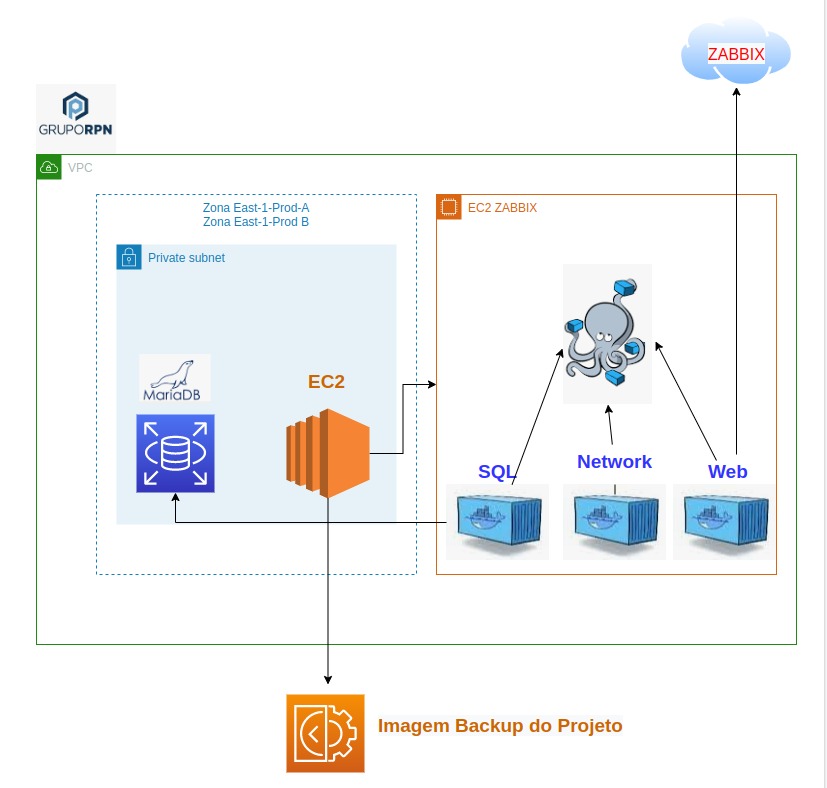 ZABBIX
GRUPORPN
VPC
Zona East-1-Prod-A
Zona East-1-Prod B
EC2 ZABBIX
Private subnet
MariaDB
EC2
SQL
Network
Web
Imagem Backup do Projeto